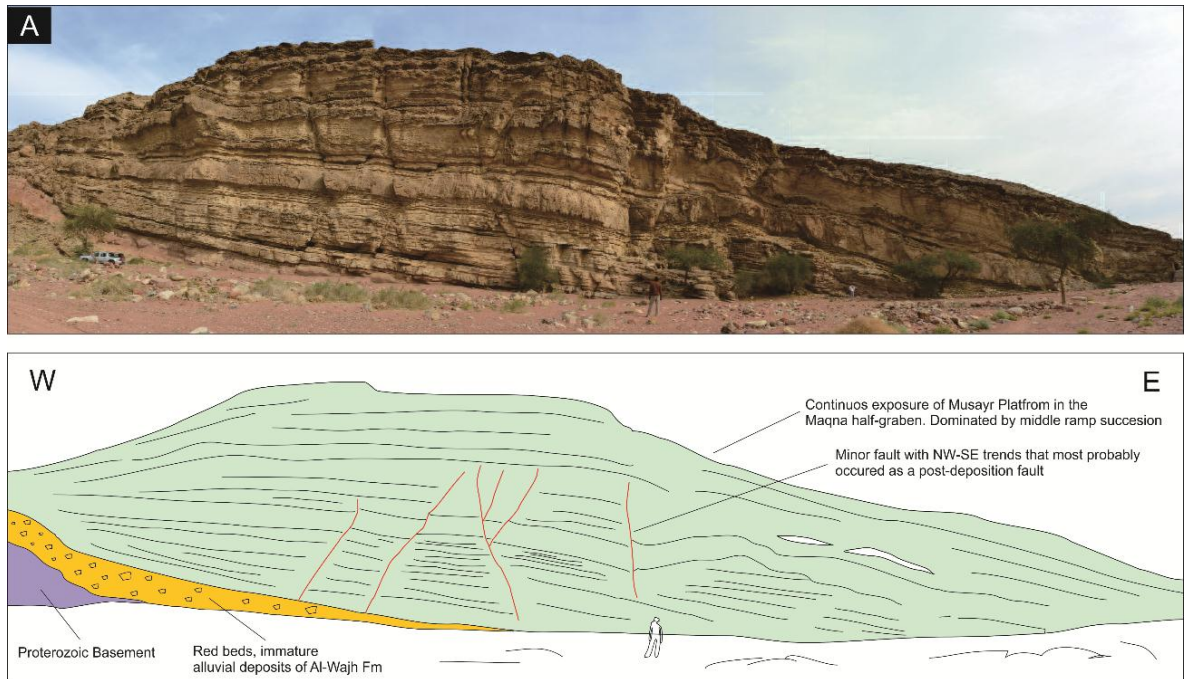 A
W
E
Continuos exposure of Musayr Platfrom in the
Maqna half-graben. Dominated by middle ramp succesion
Minor fault with NW-SE trends that most probably
occured as a post-deposition fault
Proterozoic Basement
Red beds, immature
alluvial deposits of Al-Wajh Fm